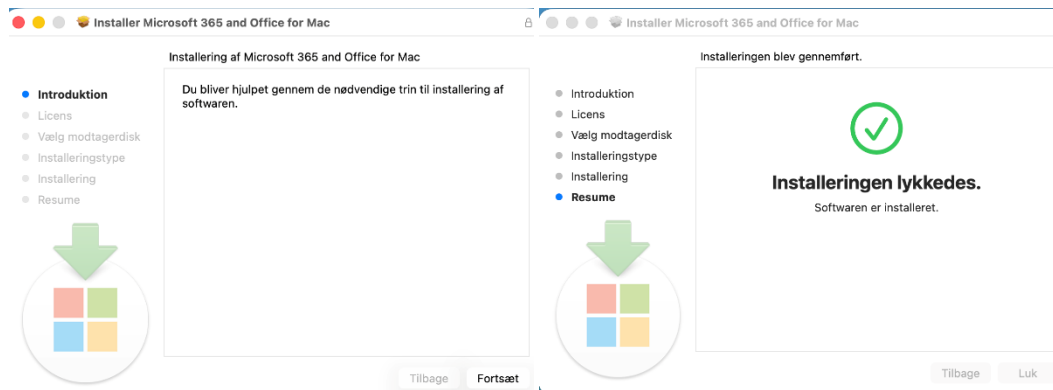 Installer Microsoft 365 and Office for Mac
Installering af Microsoft 365 and Office for Mac
Introduktion
Licens
Vælg modtagerdisk
Installeringstype
Installering
Resume
Du bliver hjulpet gennem de nødvendige trin til installering af
softwaren.
Tilbage
Fortsæt
Installer Microsoft 365 and Office for Mac
Installeringen blev gennemført.
Introduktion
Licens
Vælg modtagerdisk
Installeringstype
Installering
Resume
Installeringen lykkedes.
Softwaren er installeret.
Tilbage
Luk